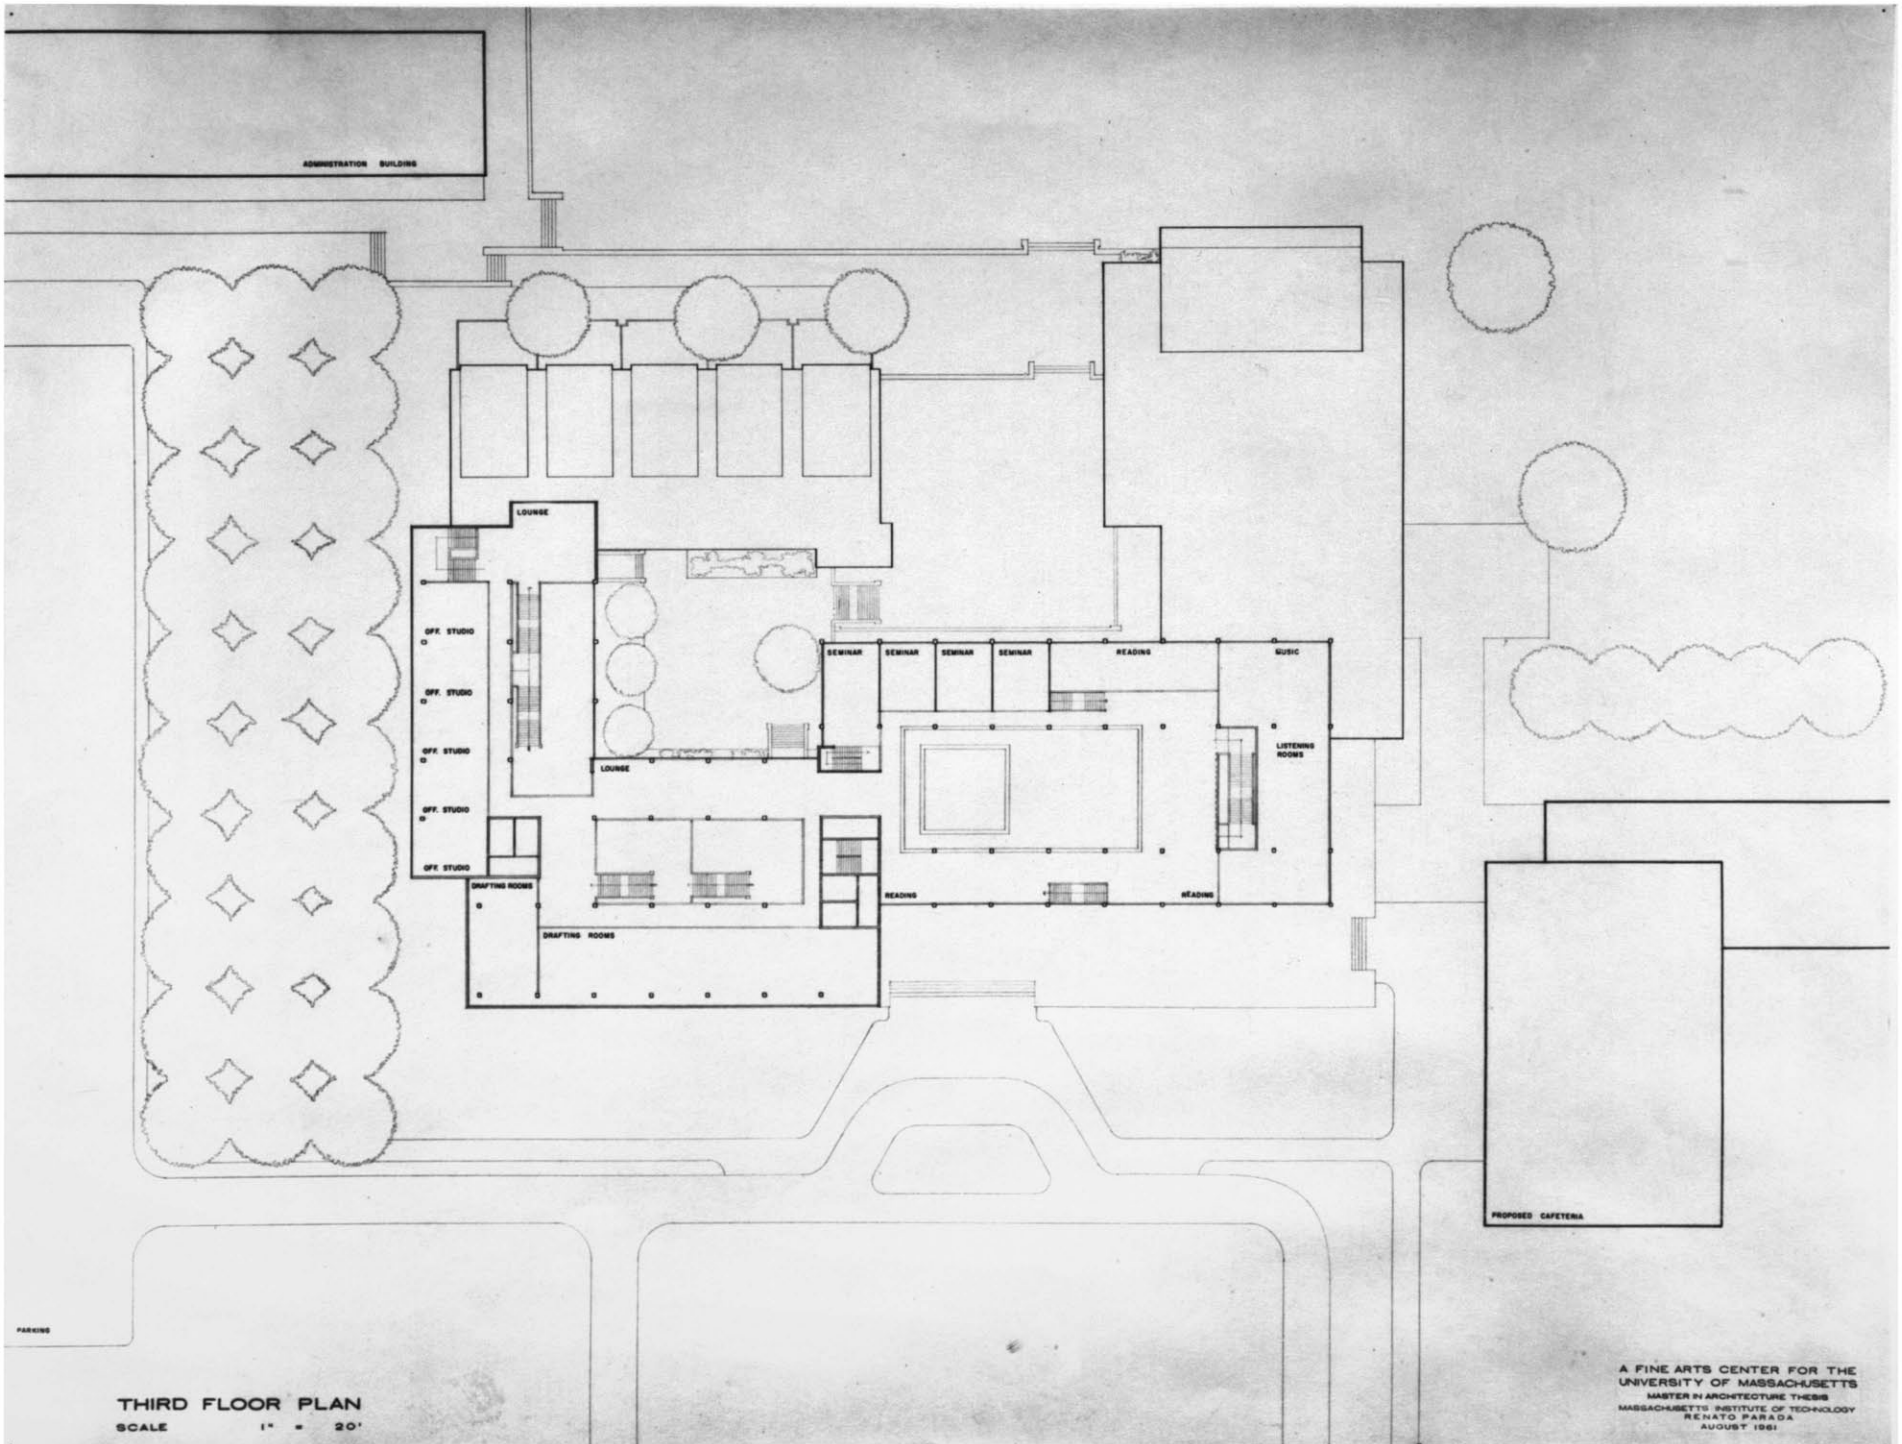 ADMINISTRATION BUILDING
LOUNGE
OFF. STUDIO
OFF. STUDIO
OFF. STUDIO
OFF. STUDIO
OFF. STUDIO
SEMINAR
SEMINAR
SEMINAR
SEMINAR
READING
MUSIC
LISTENING
ROOMS
LOUNGE
DRAFTING ROOMS
DRAFTING ROOMS
READING
READING
PROPOSED CAFETERIA
PARKING
THIRD FLOOR PLAN
SCALE 1" = 20'
A FINE ARTS CENTER FOR THE
UNIVERSITY OF MASSACHUSETTS
MASTER IN ARCHITECTURE THESIS
MASSACHUSETTS INSTITUTE OF TECHNOLOGY
RENATO PARADA
AUGUST 1961